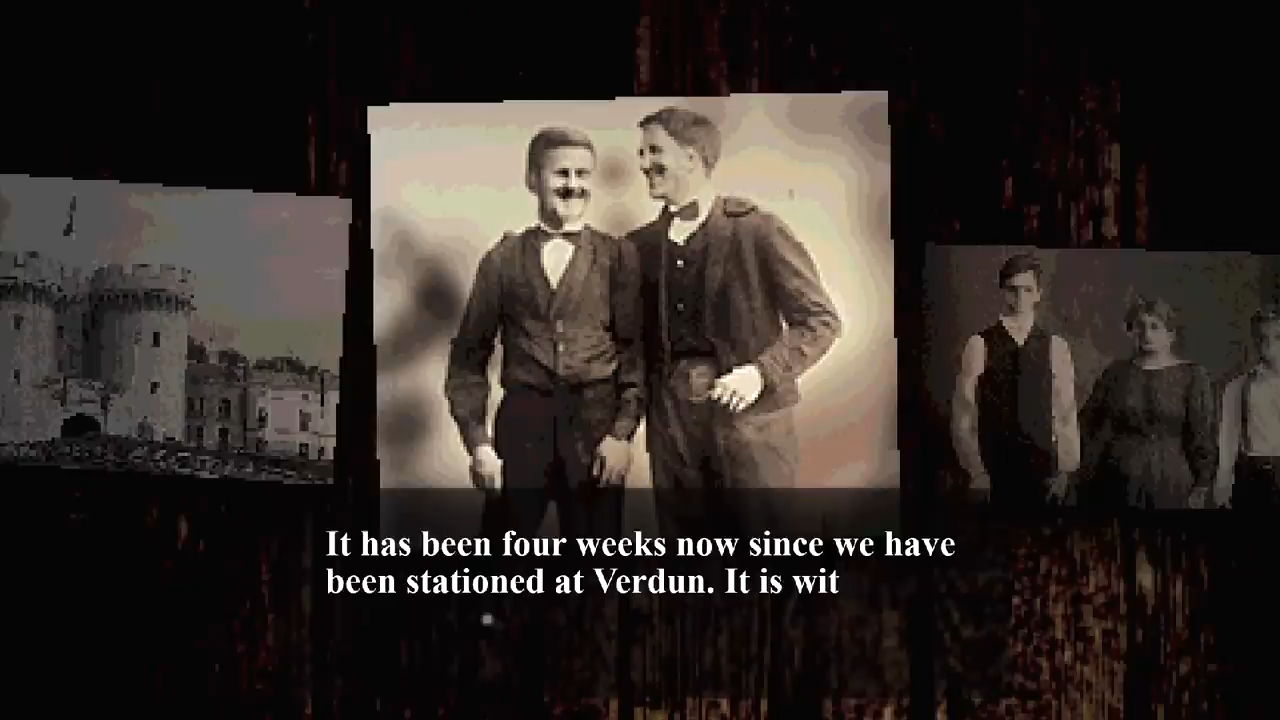 It has been four weeks now since we have
been stationed at Verdun. It is wit